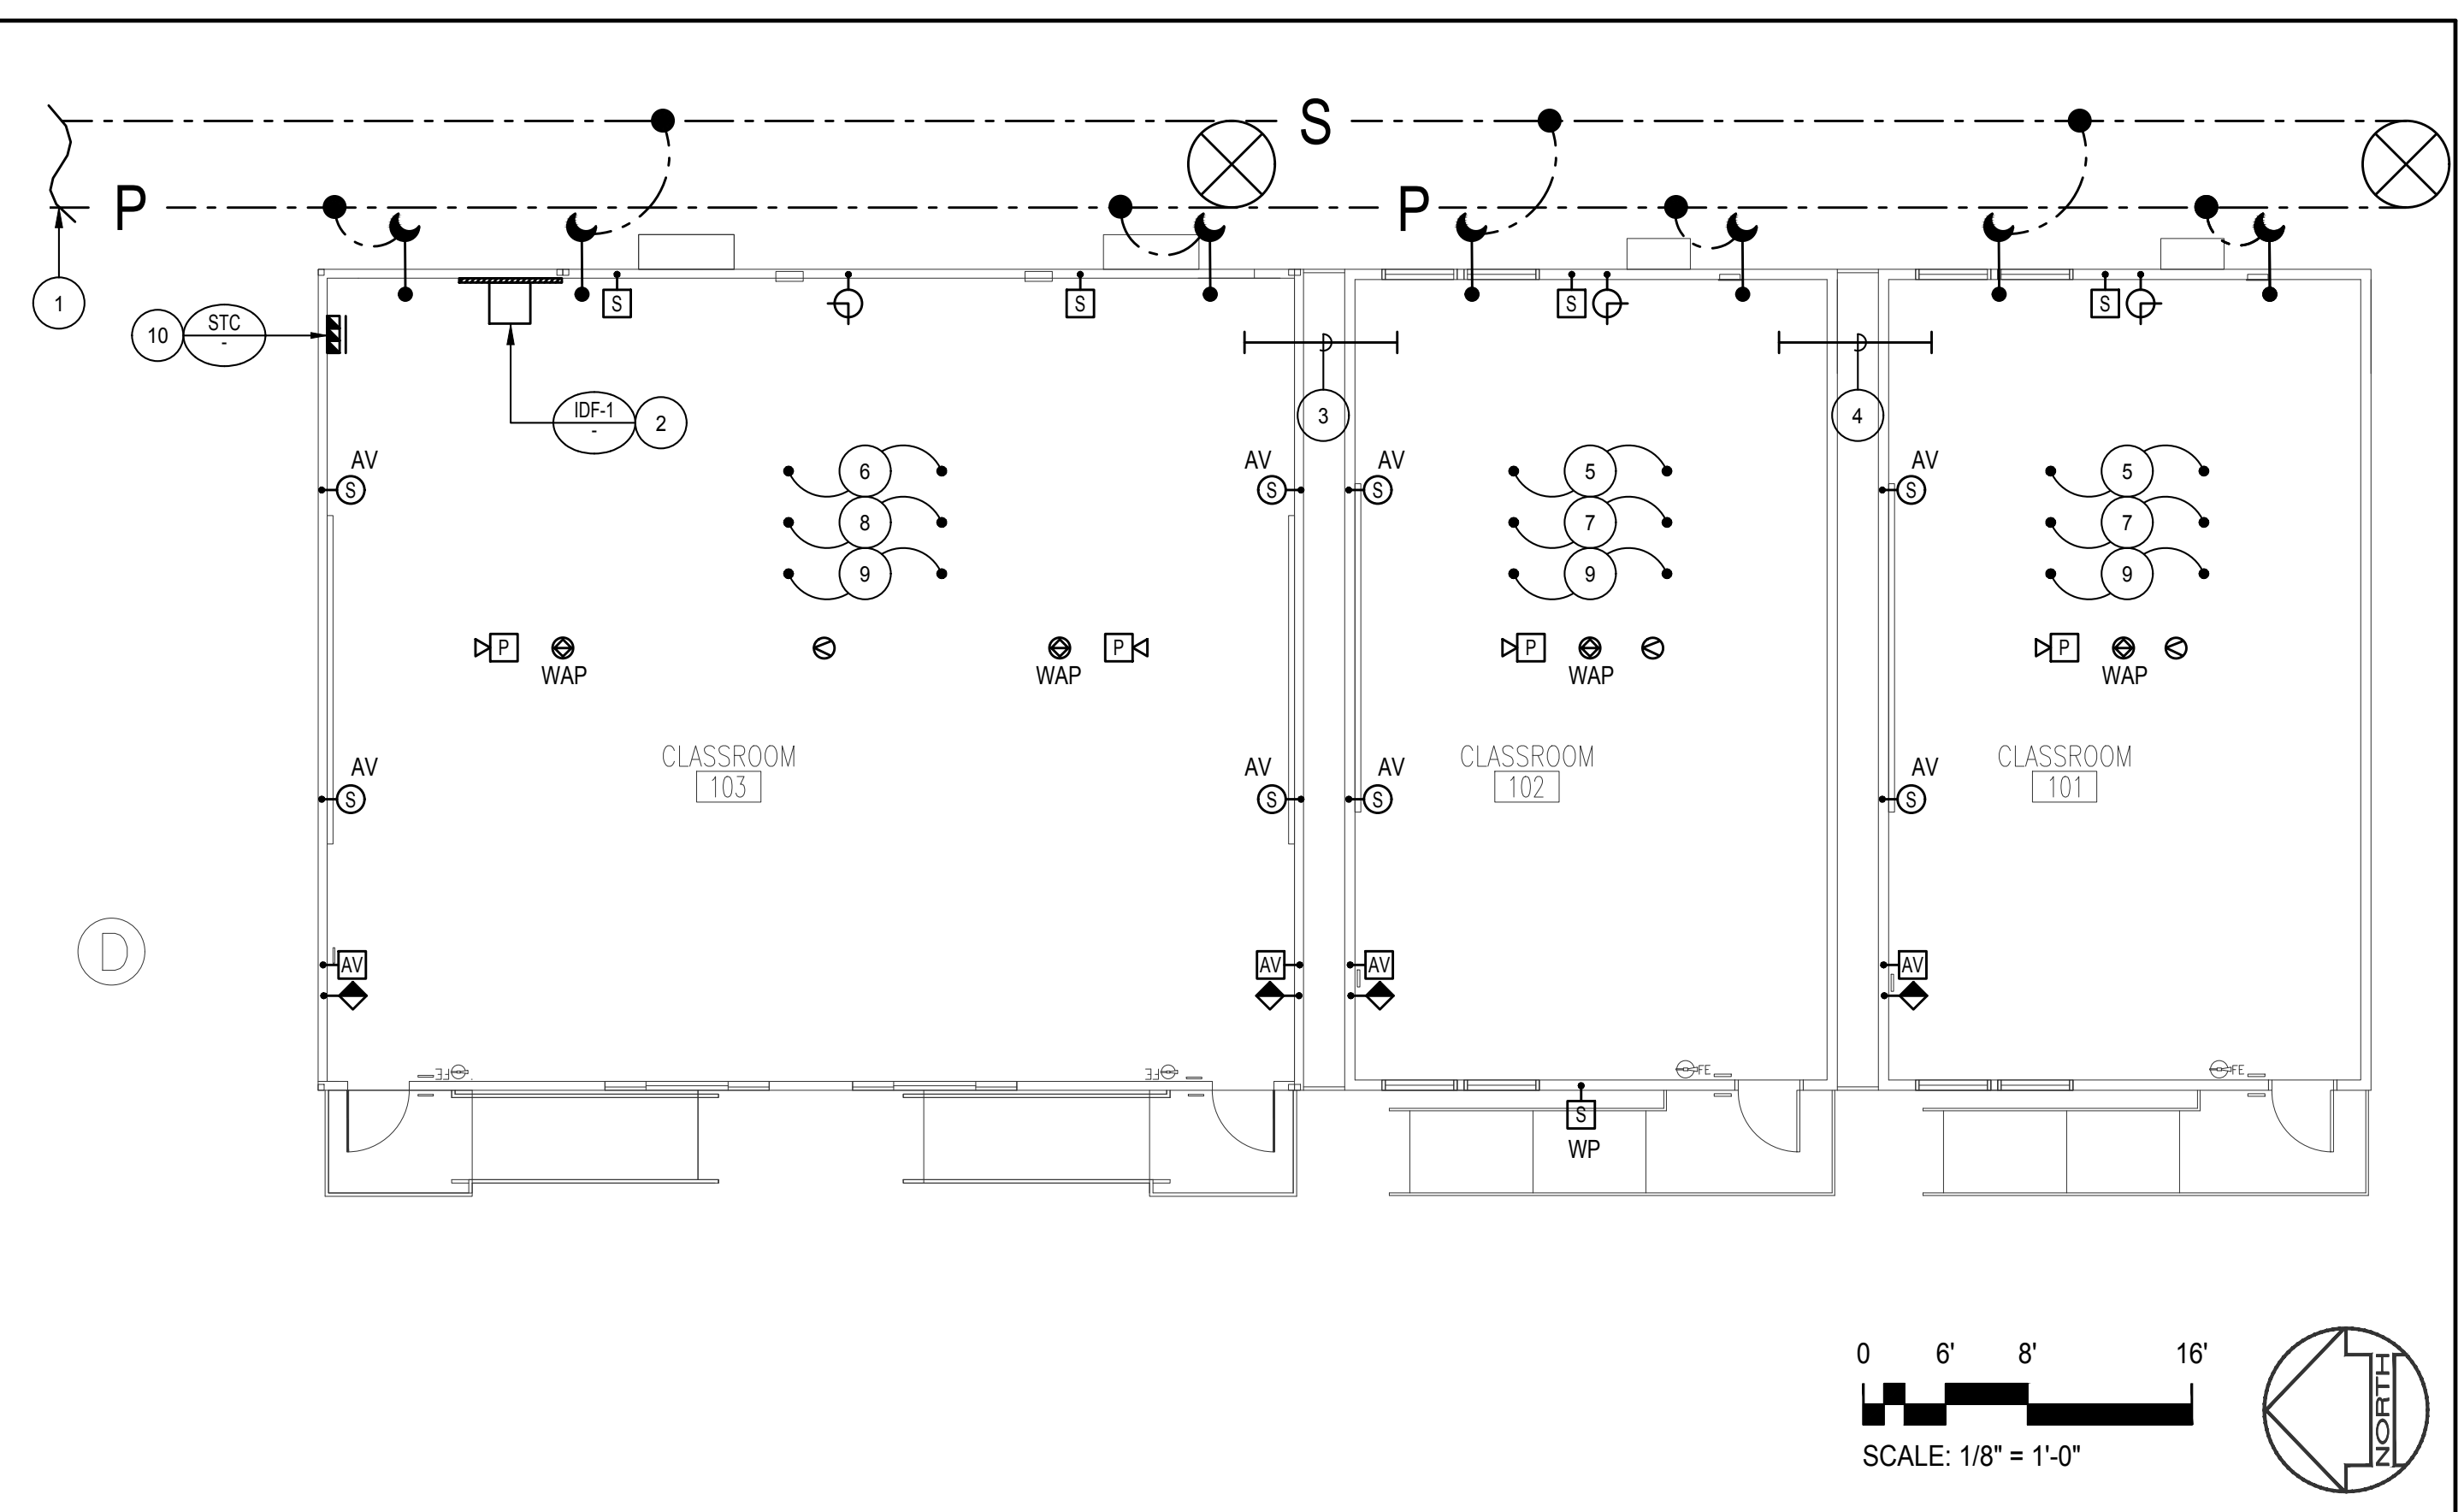 S
P P
1
10 STC
-
S S S S
IDF-1
-
2
3 4
AV AV AV AV
S S S S
6 5 5
8 7 7
9 9 9
P P P P
WAP WAP WAP WAP
CLASSROOM CLASSROOM CLASSROOM
103 102 101
AV AV AV AV
S S S S
D
AV AV AV AV
FE FE FE FE
S
WP
0 6' 8' 16'
SCALE: 1/8" = 1'-0"
NORTH